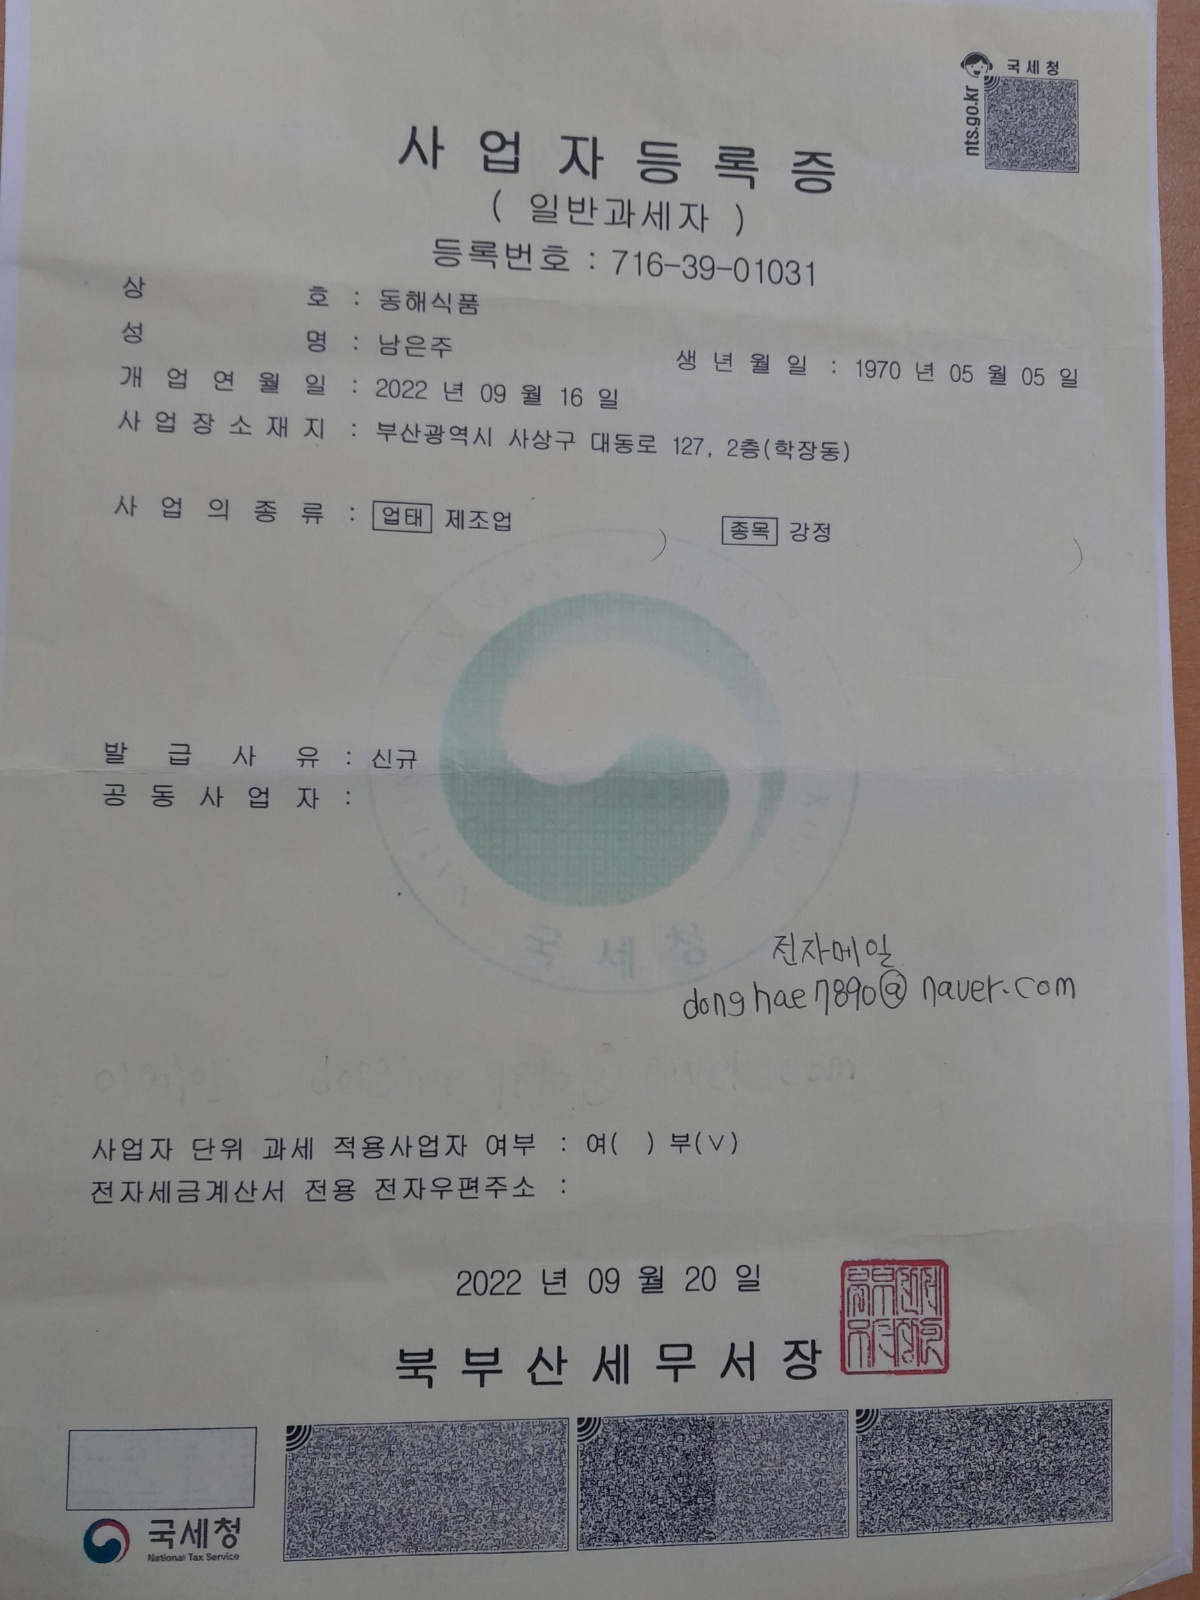 국세청
nts.go.kr
사업자등록증
( 일반과세자 )
등록번호 : 716-39-01031
상 호 : 동해식품
성 명 : 남은주 생년월일 : 1970 년 05 월 05 일
개업연월일 : 2022 년 09 월 16 일
사업장소재지 : 부산광역시 사상구 대동로 127, 2층(학장동)
사업의종류 : 업태 제조업 종목 강정
발급사유 : 신규
공동사업자 :
국세청
전자메일
donghae7890@naver.com
사업자 단위 과세 적용사업자 여부 : 여( ) 부(∨)
전자세금계산서 전용 전자우편주소 :
2022 년 09 월 20 일
북부산세무서장
국세청
National Tax Service